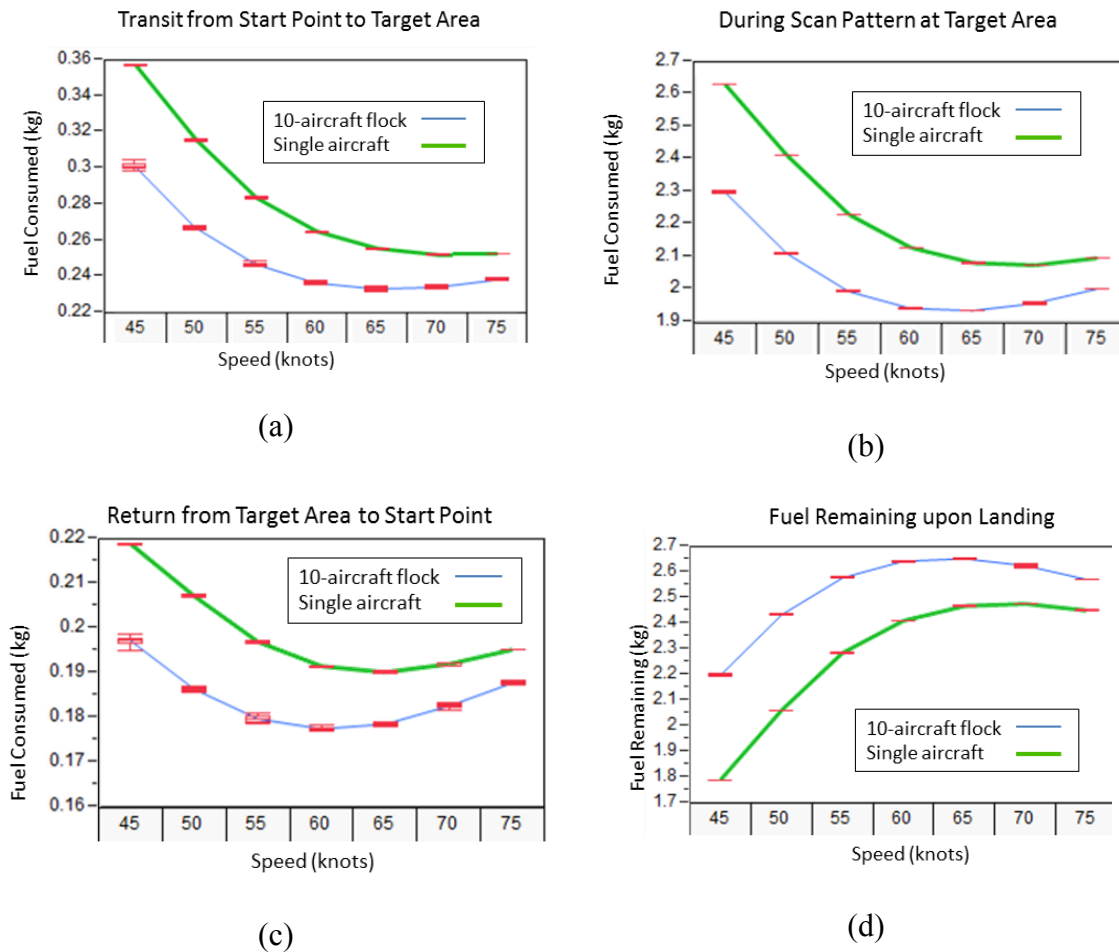 Transit from Start Point to Target Area
0.36
0.34
0.32
0.3
0.28
0.26
0.24
0.22
Fuel Consumed (kg)
10-aircraft flock
Single aircraft
45 50 55 60 65 70 75
Speed (knots)
(a)
During Scan Pattern at Target Area
2.7
2.6
2.5
2.4
2.3
2.2
2.1
2
1.9
Fuel Consumed (kg)
10-aircraft flock
Single aircraft
45 50 55 60 65 70 75
Speed (knots)
(b)
Return from Target Area to Start Point
0.22
0.21
0.2
0.19
0.18
0.17
0.16
Fuel Consumed (kg)
10-aircraft flock
Single aircraft
45 50 55 60 65 70 75
Speed (knots)
(c)
Fuel Remaining upon Landing
2.7
2.6
2.5
2.4
2.3
2.2
2.1
2
1.9
1.8
1.7
Fuel Remaining (kg)
10-aircraft flock
Single aircraft
45 50 55 60 65 70 75
Speed (knots)
(d)